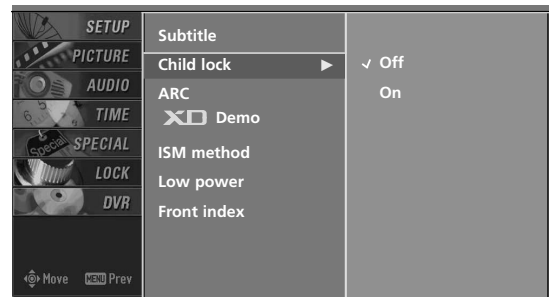 SETUP
PICTURE
AUDIO
TIME
SPECIAL
LOCK
DVR
Move MENU Prev
Subtitle
Child lock
ARC
XD Demo
ISM method
Low power
Front index
Off
On